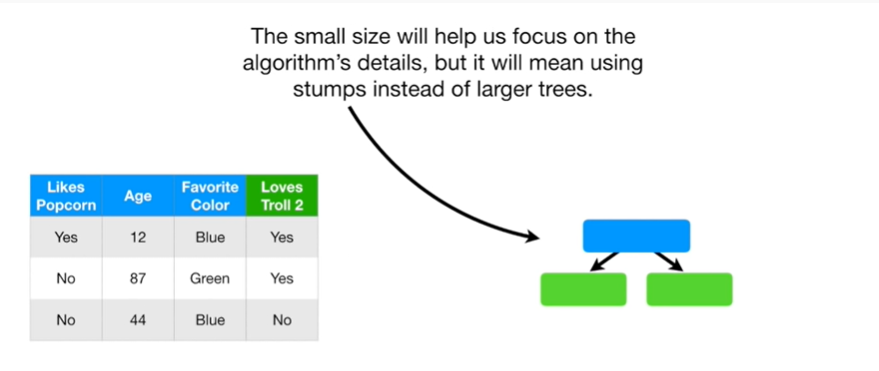 The small size will help us focus on the
algorithm's details, but it will mean using
stumps instead of larger trees.
Likes Popcorn Age Favorite Color Loves Troll 2
Yes 12 Blue Yes
No 87 Green Yes
No 44 Blue No